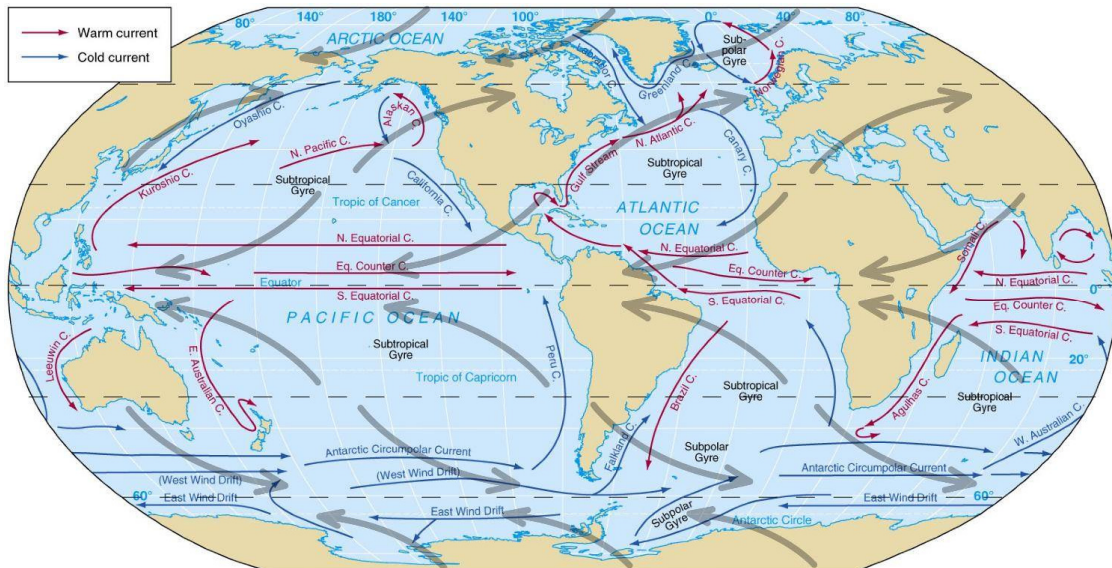 Warm current
Cold current
80°
140°
180°
140°
100°
0°
40°
80°
ARCTIC OCEAN
Sub-
polar
Gyre
Labrador C.
Greenland C.
Norwegian C.
Oyashio C.
Alaskan C.
N. Pacific C.
Kuroshio C.
Subtropical
Gyre
California C.
Tropic of Cancer
Gulf Stream
N. Atlantic C.
Subtropical
Gyre
Canary C.
ATLANTIC
OCEAN
Somali C.
N. Equatorial C.
N. Equatorial C.
Eq. Counter C.
Eq. Counter C.
N. Equatorial C.
Equator
S. Equatorial C.
S. Equatorial C.
Eq. Counter C.
0°
S. Equatorial C.
PACIFIC OCEAN
Leeuwin C.
E. Australian C.
Subtropical
Gyre
Peru C.
INDIAN
OCEAN
20°
Tropic of Capricorn
Brazil C.
Subtropical
Gyre
Agulhas C.
Subtropical
Gyre
W. Australian C.
Falkland C.
Subpolar
Gyre
Antarctic Circumpolar Current
(West Wind Drift)
Antarctic Circumpolar Current
(West Wind Drift)
East Wind Drift
60°
East Wind Drift
Subpolar
Gyre
East Wind Drift
60°
Antarctic Circle